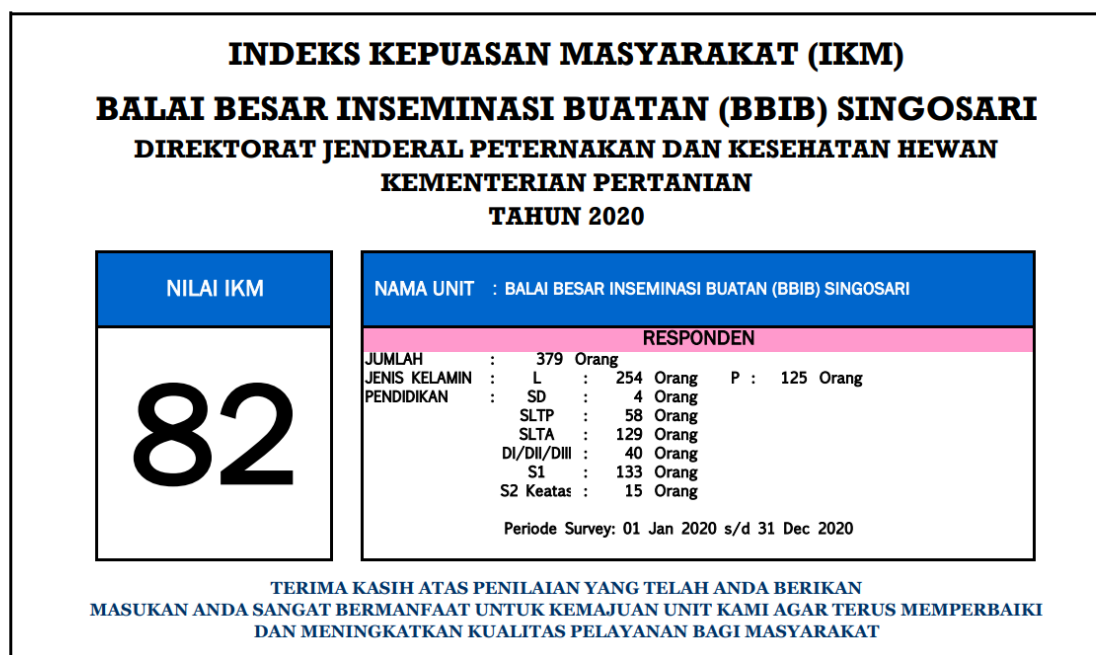 INDEKS KEPUASAN MASYARAKAT (IKM)
BALAI BESAR INSEMINASI BUATAN (BBIB) SINGOSARI
DIREKTORAT JENDERAL PETERNAKAN DAN KESEHATAN HEWAN
KEMENTERIAN PERTANIAN
TAHUN 2020
NILAI IKM
82
NAMA UNIT : BALAI BESAR INSEMINASI BUATAN (BBIB) SINGOSARI
RESPONDEN
JUMLAH : 379 Orang
JENIS KELAMIN : L : 254 Orang P : 125 Orang
PENDIDIKAN : SD : 4 Orang
SLTP : 58 Orang
SLTA : 129 Orang
DI/DII/DIII : 40 Orang
S1 : 133 Orang
S2 Keatas : 15 Orang
Periode Survey: 01 Jan 2020 s/d 31 Dec 2020
TERIMA KASIH ATAS PENILAIAN YANG TELAH ANDA BERIKAN
MASUKAN ANDA SANGAT BERMANFAAT UNTUK KEMAJUAN UNIT KAMI AGAR TERUS MEMPERBAIKI
DAN MENINGKATKAN KUALITAS PELAYANAN BAGI MASYARAKAT